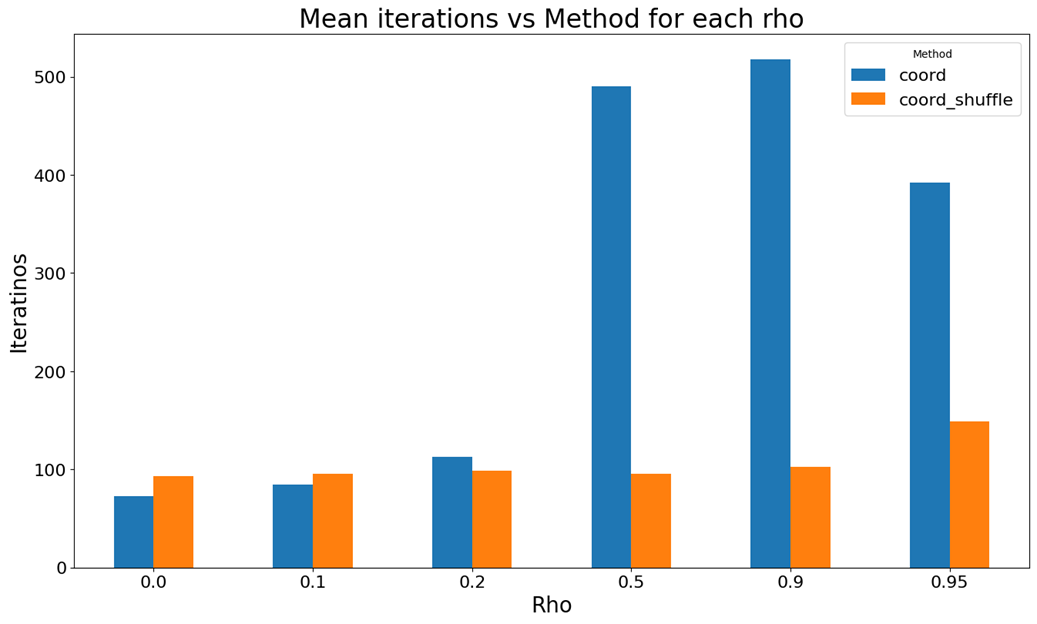 Mean iterations vs Method for each rho
Method
coord
coord_shuffle
Iteratinos
500
400
300
200
100
0
0.0 0.1 0.2 0.5 0.9 0.95
Rho